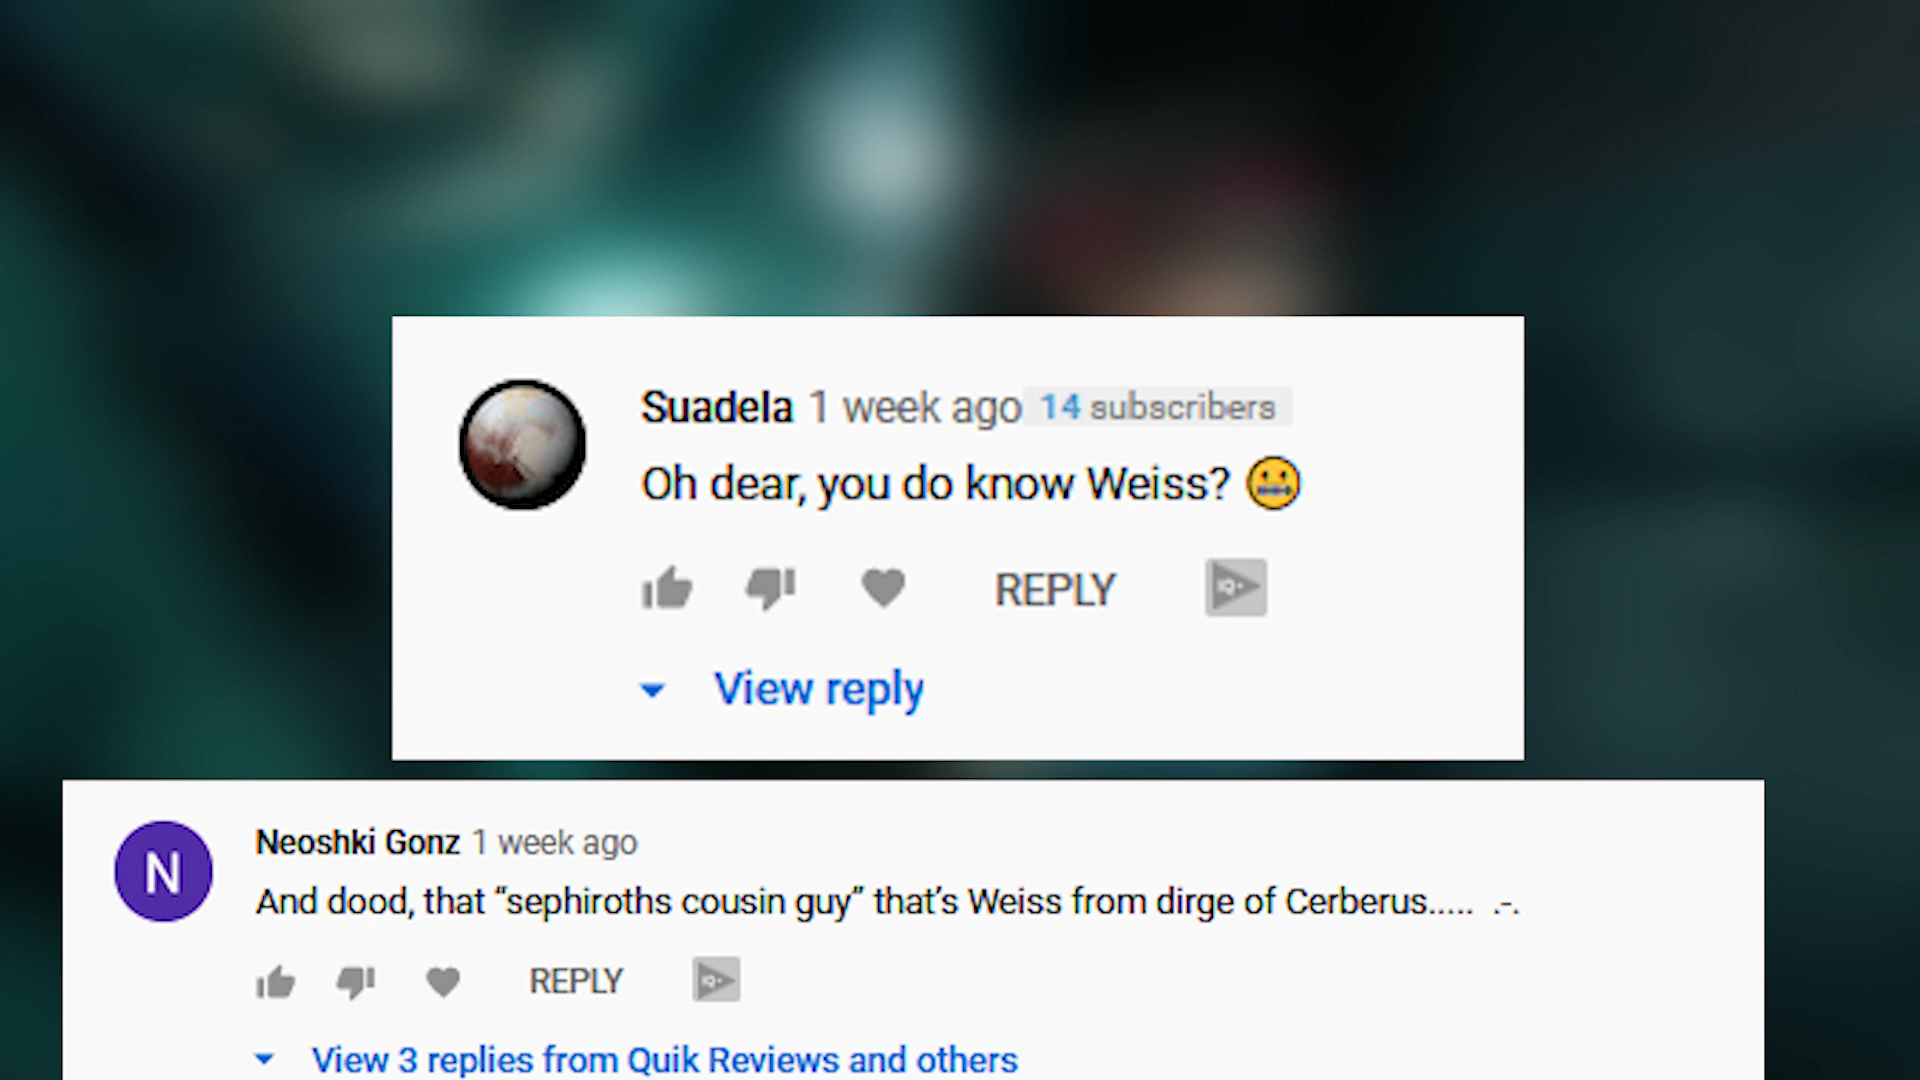 Suadela 1 week ago 14 subscribers
Oh dear, you do know Weiss? 😬
REPLY
View reply
N
Neoshki Gonz 1 week ago
And dood, that “sephiroths cousin guy” that’s Weiss from dirge of Cerberus..... .-.
REPLY
View 3 replies from Quik Reviews and others